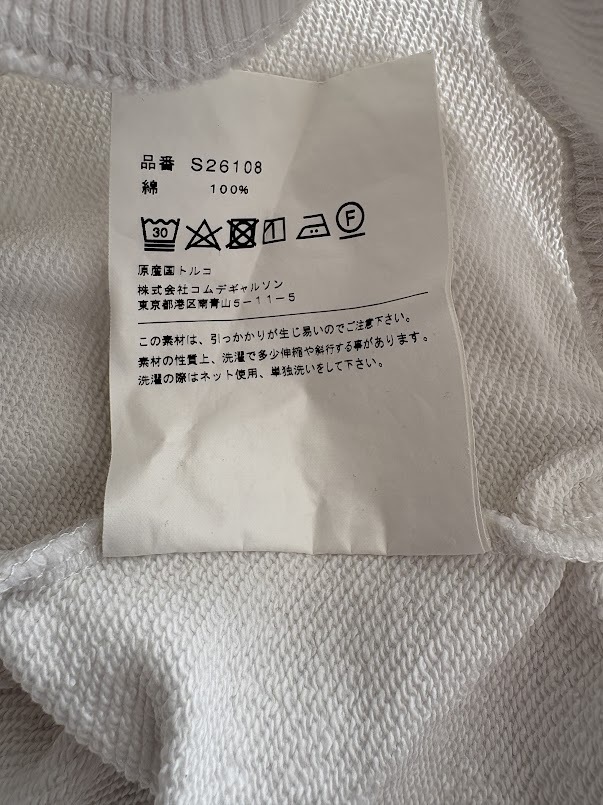 品番 S26108
綿 100%
30 F
原産国トルコ
株式会社コムデギャルソン
東京都港区南青山5-11-5
この素材は、引っかかりが生じ易いのでご注意下さい。
素材の性質上、洗濯で多少伸縮や斜行する事があります。
洗濯の際はネット使用、単独洗いをして下さい。